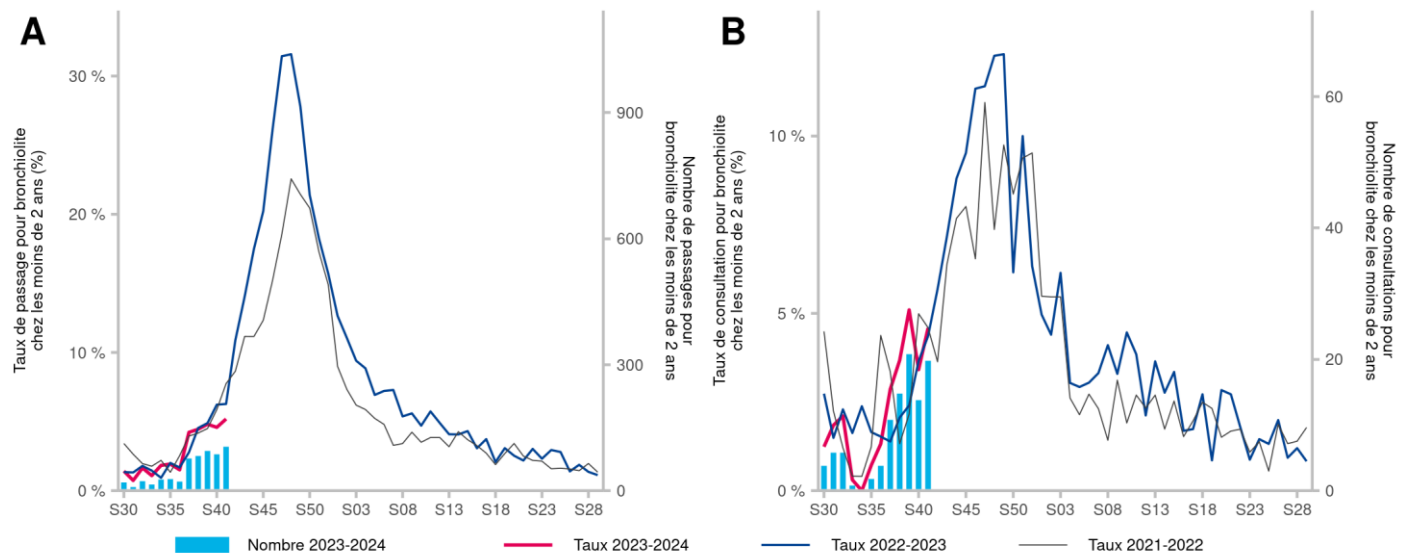 A
Taux de passage pour bronchiolite
chez les moins de 2 ans (%)
30 %
20 %
10 %
0 %
900
600
300
0
Nombre de passages pour
bronchiolite chez les moins de 2 ans
S30 S35 S40 S45 S50 S03 S08 S13 S18 S23 S28
B
Taux de consultation pour bronchiolite
chez les moins de 2 ans (%)
10 %
5 %
0 %
60
40
20
0
Nombre de consultations pour
bronchiolite chez les moins de 2 ans
S30 S35 S40 S45 S50 S03 S08 S13 S18 S23 S28
Nombre 2023-2024 Taux 2023-2024 Taux 2022-2023 Taux 2021-2022